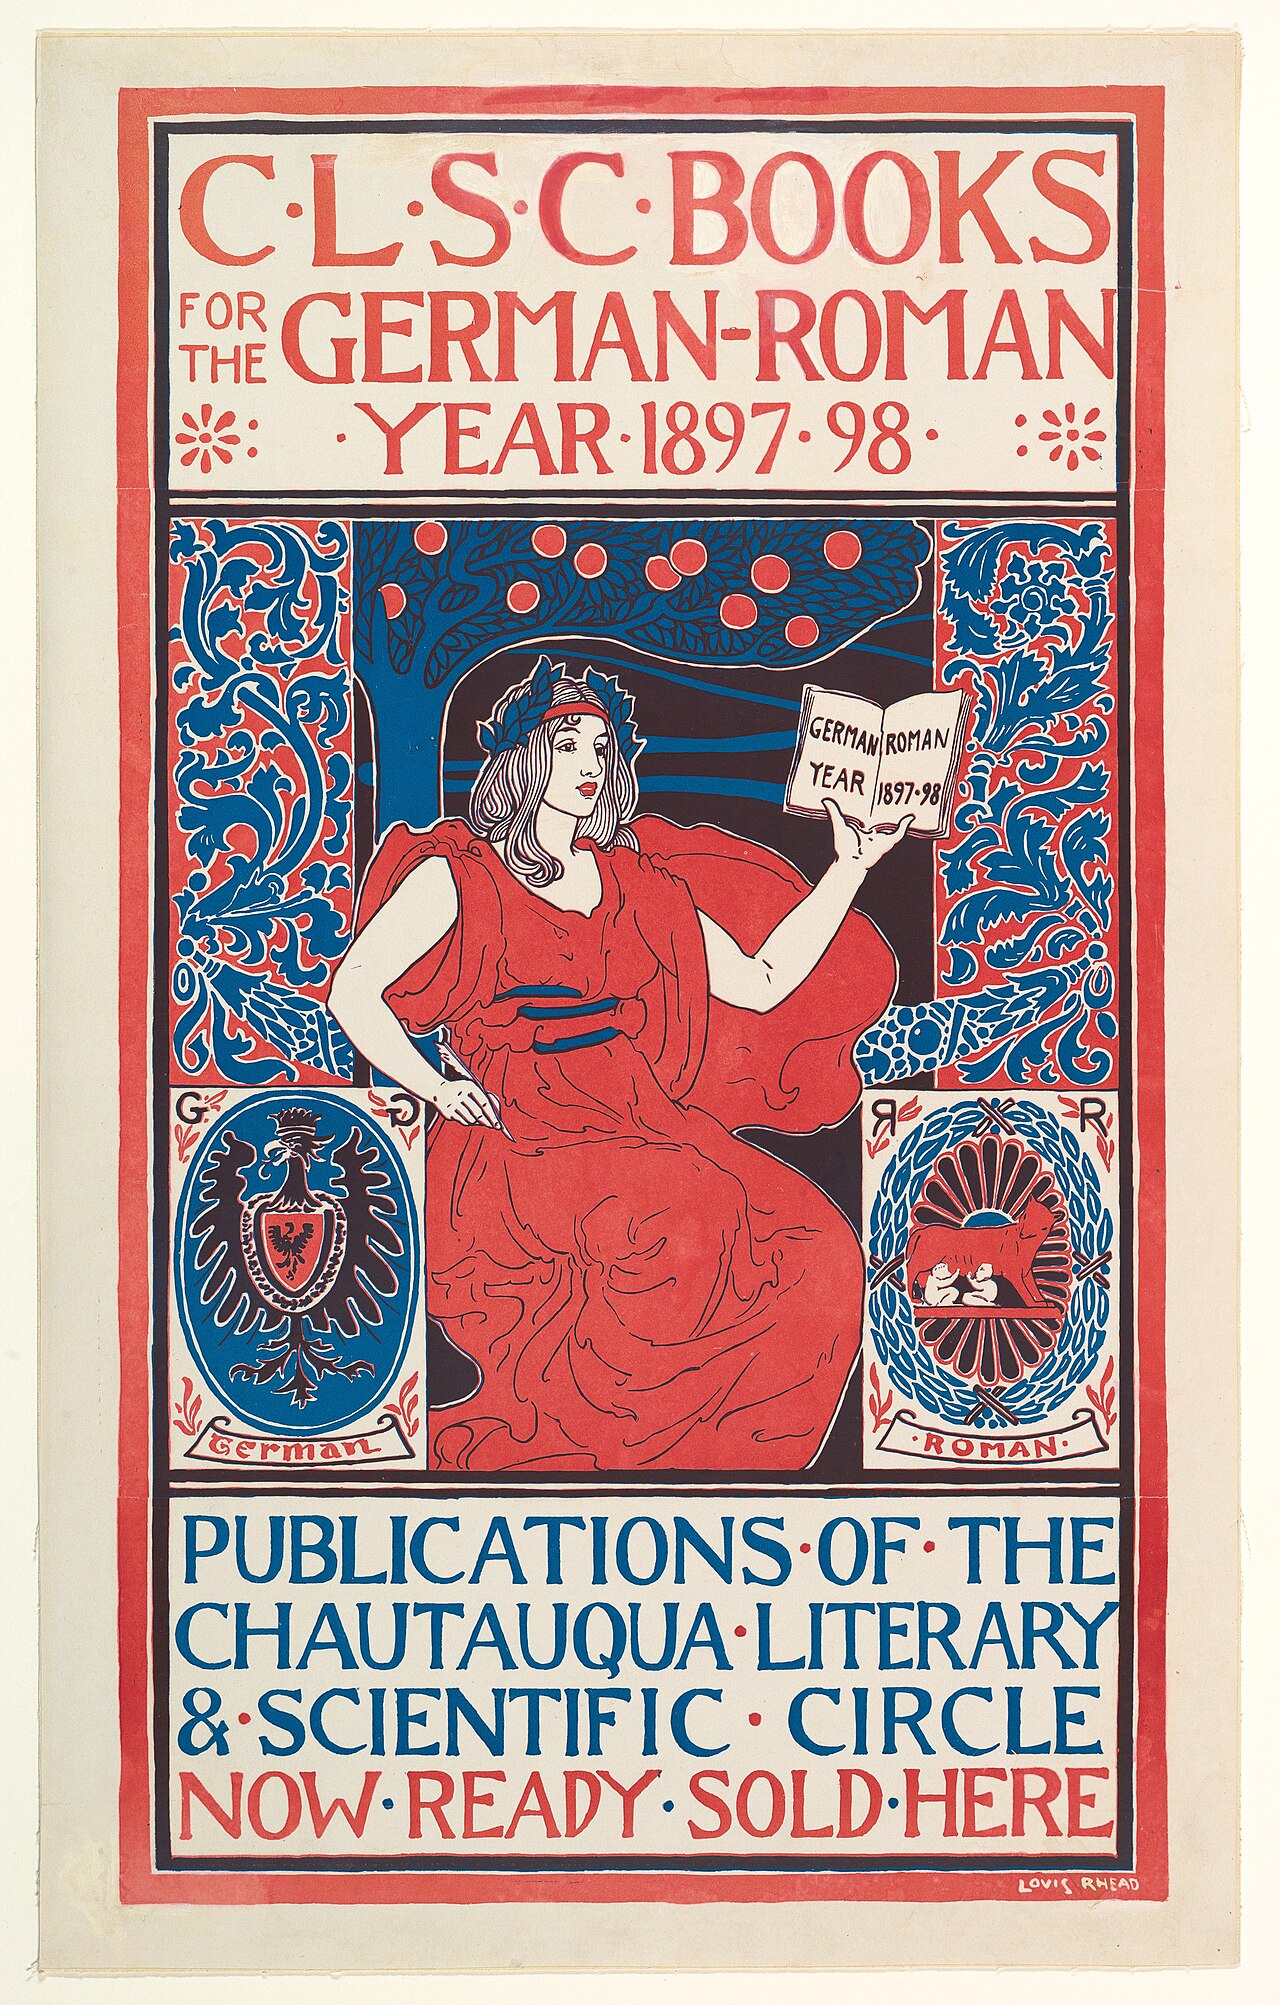 C·L·S·C·BOOKS
FOR THE GERMAN-ROMAN
·YEAR·1897·98·
GERMAN ROMAN
YEAR 1897·98
G G
German
R R
·ROMAN·
PUBLICATIONS·OF·THE
CHAUTAUQUA·LITERARY
&·SCIENTIFIC·CIRCLE
NOW·READY·SOLD·HERE
LOUIS RHEAD